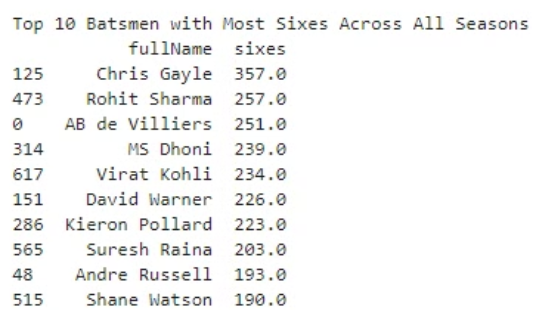 Top 10 Batsmen with Most Sixes Across All Seasons
fullName sixes
125 Chris Gayle 357.0
473 Rohit Sharma 257.0
0 AB de Villiers 251.0
314 MS Dhoni 239.0
617 Virat Kohli 234.0
151 David Warner 226.0
286 Kieron Pollard 223.0
565 Suresh Raina 203.0
48 Andre Russell 193.0
515 Shane Watson 190.0